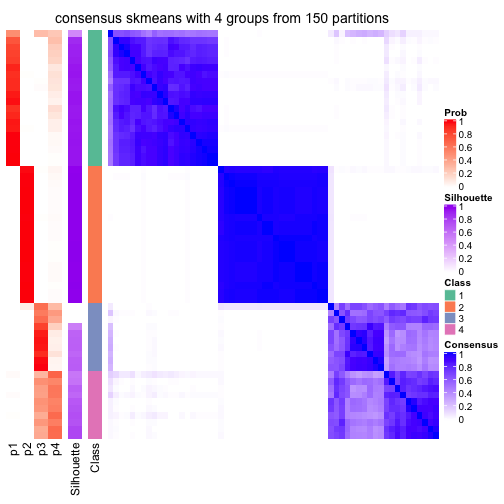 consensus skmeans with 4 groups from 150 partitions
Prob
1
0.8
0.6
0.4
0.2
0
Silhouette
1
0.8
0.6
0.4
0.2
0
Class
1
2
3
4
Consensus
1
0.8
0.6
0.4
0.2
0
p1
p2
p3
p4
Silhouette
Class